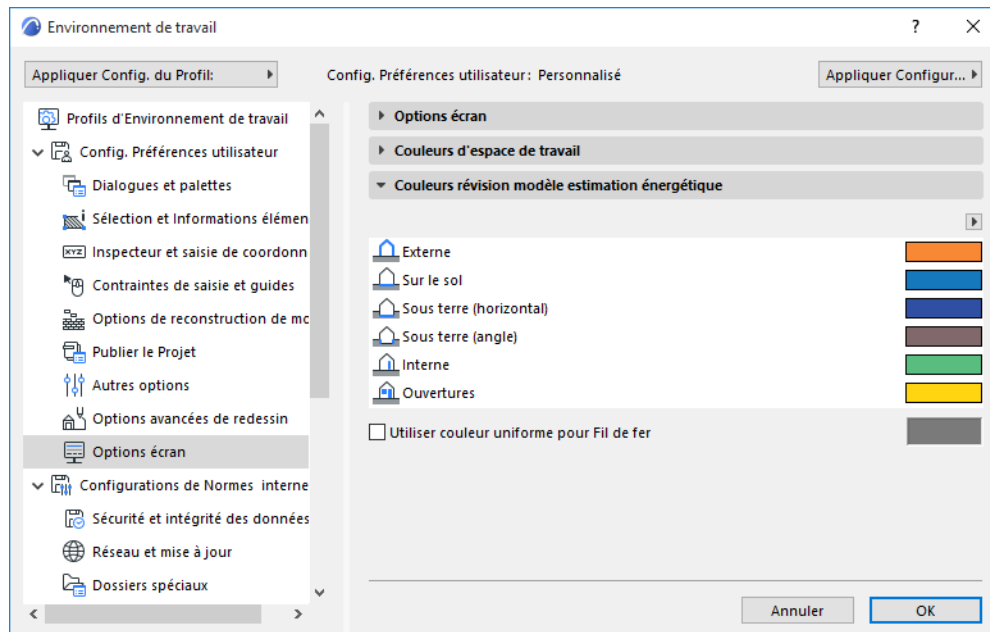 Environnement de travail
?
Appliquer Config. du Profil:
Config. Préférences utilisateur: Personnalisé
Appliquer Configur...
Profils d'Environnement de travail
Config. Préférences utilisateur
Dialogues et palettes
Sélection et Informations élémen
XYZ Inspecteur et saisie de coordonn
Contraintes de saisie et guides
Options de reconstruction de mo
Publier le Projet
Autres options
Options avancées de redessin
Options écran
Configurations de Normes interne
Sécurité et intégrité des données
Réseau et mise à jour
Dossiers spéciaux
Options écran
Couleurs d'espace de travail
Couleurs révision modèle estimation énergétique
Externe
Sur le sol
Sous terre (horizontal)
Sous terre (angle)
Interne
Ouvertures
Utiliser couleur uniforme pour Fil de fer
Annuler
OK